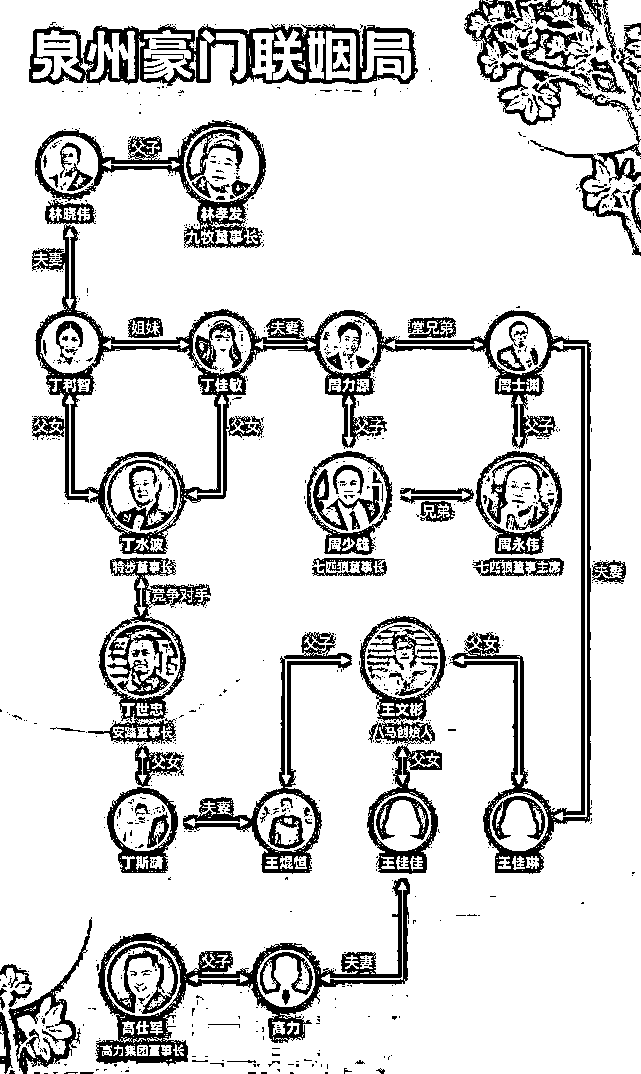 泉州豪门联姻局
父子
林晓伟
林孝发
九牧董事长
夫妻
姐妹
夫妻
堂兄弟
丁利智
丁佳敏
周力源
周士渊
父女
父女
父子
父子
兄弟
丁水波
周少雄
周永伟
特步董事长
七匹狼董事长
七匹狼董事主席
夫妻
竞争对手
父子
父女
丁世忠
王文彬
安踏董事长
八马创始人
父女
父女
夫妻
丁斯晴
王焜恒
王佳佳
王佳琳
父子
夫妻
高仕军
高力
高力集团董事长